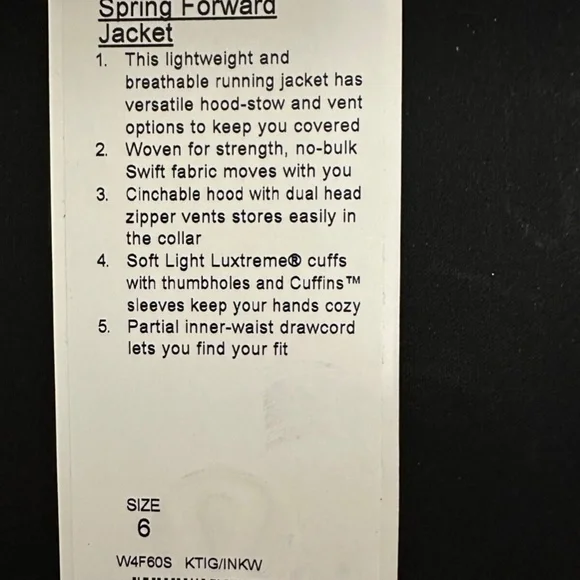 Spring Forward
Jacket
1. This lightweight and
breathable running jacket has
versatile hood-stow and vent
options to keep you covered
2. Woven for strength, no-bulk
Swift fabric moves with you
3. Cinchable hood with dual head
zipper vents stores easily in
the collar
4. Soft Light Luxtreme® cuffs
with thumbholes and Cuffins™
sleeves keep your hands cozy
5. Partial inner-waist drawcord
lets you find your fit
SIZE
6
W4F60S KTIG/INKW